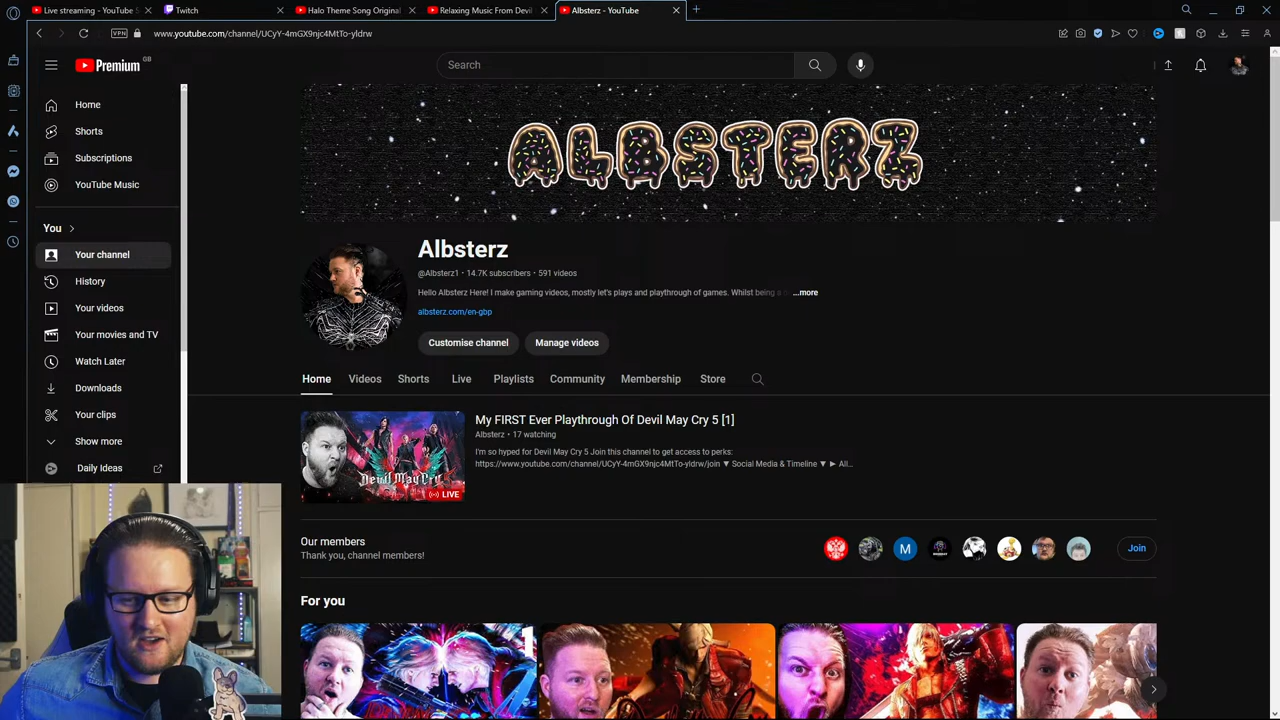 Live streaming - YouTube S
Twitch
Halo Theme Song Original
Relaxing Music From Devil
Albsterz - YouTube
VPN
www.youtube.com/channel/UCyY-4mGX9njc4MtTo-yldrw
Premium GB
Search
Home
Shorts
Subscriptions
YouTube Music
You
Your channel
History
Your videos
Your movies and TV
Watch Later
Downloads
Your clips
Show more
Daily Ideas
ALBSTERZ
Albsterz
@Albsterz1 • 14.7K subscribers • 591 videos
Hello Albsterz Here! I make gaming videos, mostly let's plays and playthrough of games. Whilst being a ...more
albsterz.com/en-gbp
Customise channel
Manage videos
Home
Videos
Shorts
Live
Playlists
Community
Membership
Store
Devil May Cry
LIVE
My FIRST Ever Playthrough Of Devil May Cry 5 [1]
Albsterz • 17 watching
I'm so hyped for Devil May Cry 5 Join this channel to get access to perks:
https://www.youtube.com/channel/UCyY-4mGX9njc4MtTo-yldrw/join ▼ Social Media & Timeline ▼ ► All...
Our members
Thank you, channel members!
M
Join
For you